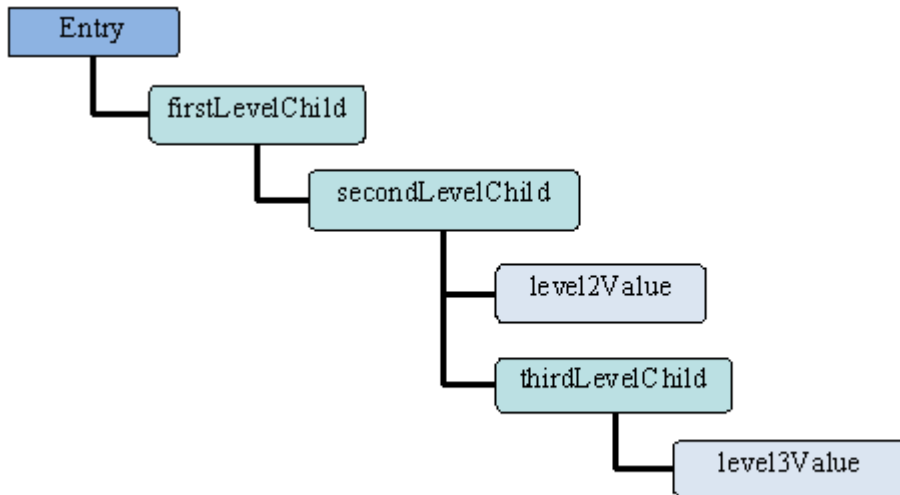 Entry
firstLevelChild
secondLevelChild
level2Value
thirdLevelChild
level3Value